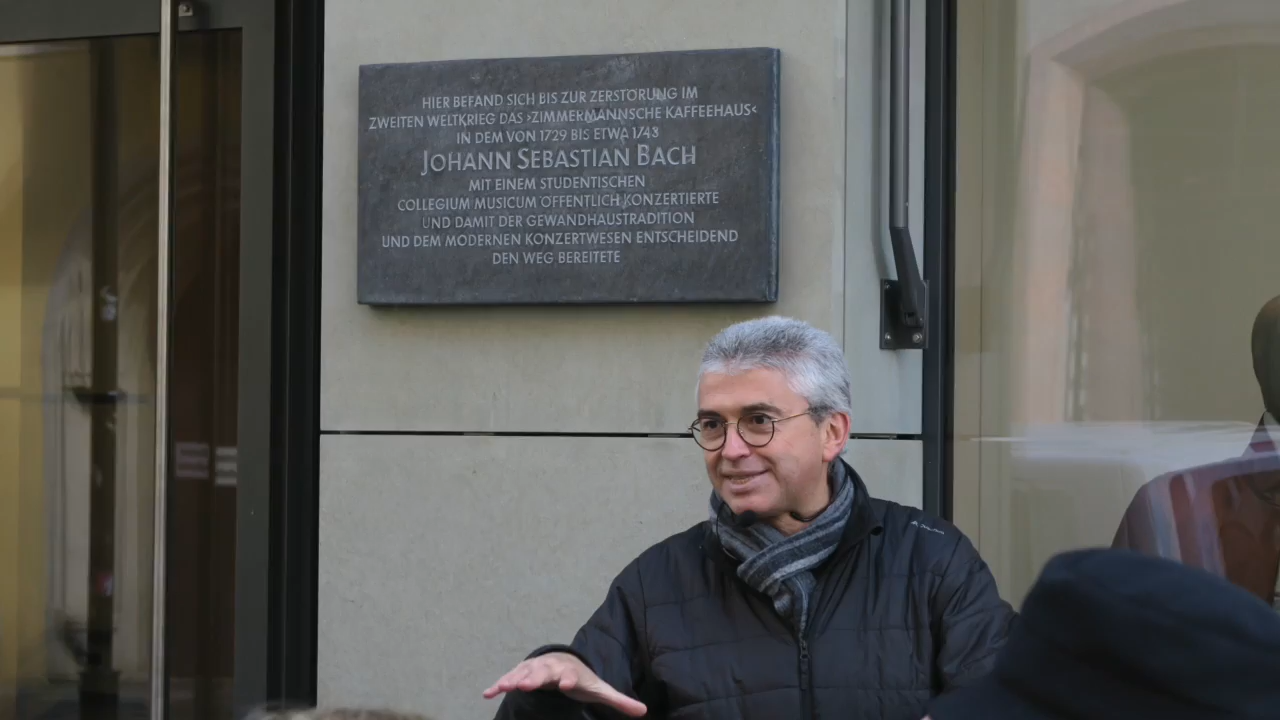 HIER BEFAND SICH BIS ZUR ZERSTÖRUNG IM
ZWEITEN WELTKRIEG DAS ›ZIMMERMANNSCHE KAFFEEHAUS‹
IN DEM VON 1729 BIS ETWA 1743
JOHANN SEBASTIAN BACH
MIT EINEM STUDENTISCHEN
COLLEGIUM MUSICUM ÖFFENTLICH KONZERTIERTE
UND DAMIT DER GEWANDHAUSTRADITION
UND DEM MODERNEN KONZERTWESEN ENTSCHEIDEND
DEN WEG BEREITETE